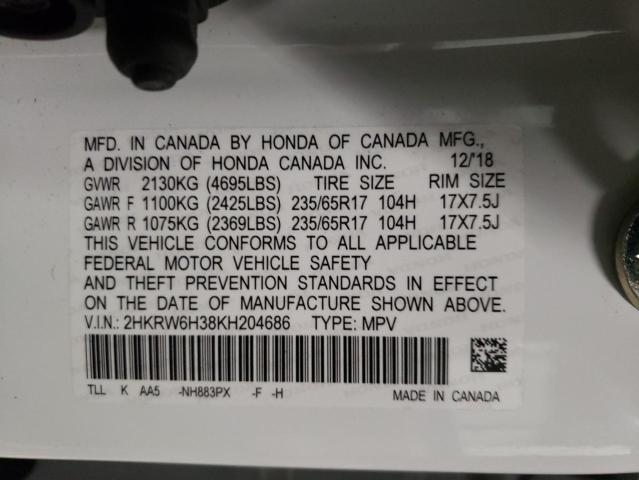 MFD. IN CANADA BY HONDA OF CANADA MFG.,
A DIVISION OF HONDA CANADA INC. 12/'18
GVWR 2130KG (4695LBS) TIRE SIZE RIM SIZE
GAWR F 1100KG (2425LBS) 235/65R17 104H 17X7.5J
GAWR R 1075KG (2369LBS) 235/65R17 104H 17X7.5J
THIS VEHICLE CONFORMS TO ALL APPLICABLE
FEDERAL MOTOR VEHICLE SAFETY
AND THEFT PREVENTION STANDARDS IN EFFECT
ON THE DATE OF MANUFACTURE SHOWN ABOVE.
V.I.N.: 2HKRW6H38KH204686 TYPE: MPV
TLL K AA5 -NH883PX -F -H MADE IN CANADA